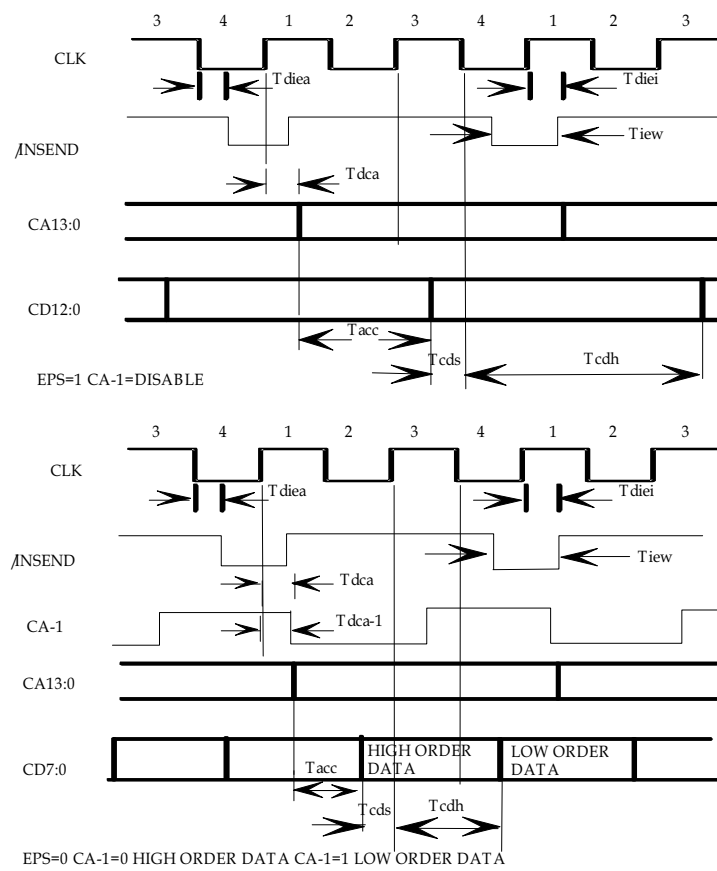 3 4 1 2 3 4 1 2 3
CLK
Tdiea
Tdiei
/INSEND
Tiew
Tdca
CA13:0
CD12:0
Tacc
Tcds
Tcdh
EPS=1 CA-1=DISABLE
3 4 1 2 3 4 1 2 3
CLK
Tdiea
Tdiei
/INSEND
Tiew
Tdca
CA-1
Tdca-1
CA13:0
CD7:0
HIGH ORDER DATA
LOW ORDER DATA
Tacc
Tcds
Tcdh
EPS=0 CA-1=0 HIGH ORDER DATA CA-1=1 LOW ORDER DATA